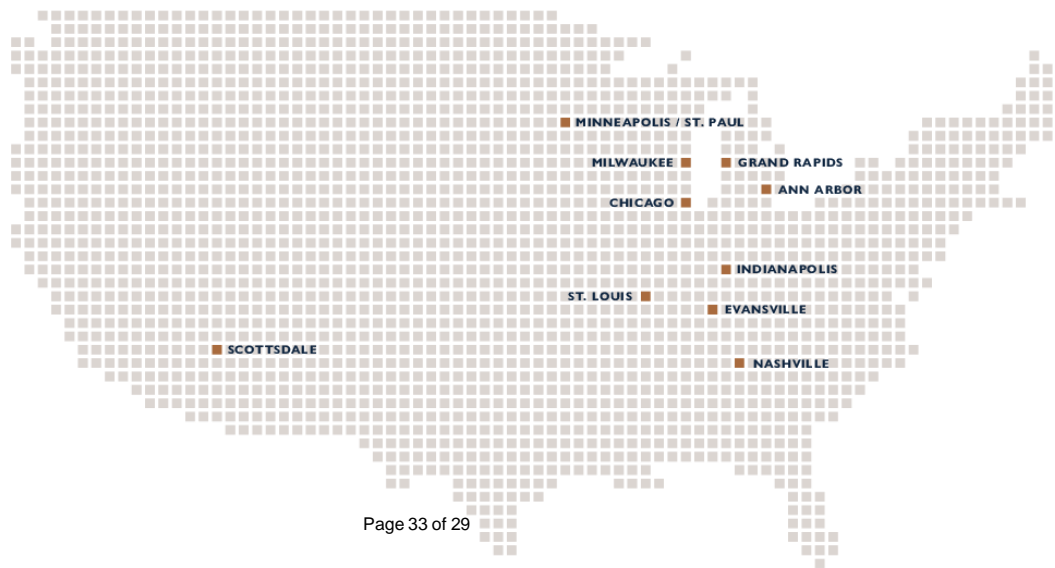 MINNEAPOLIS / ST. PAUL
MILWAUKEE
GRAND RAPIDS
ANN ARBOR
CHICAGO
INDIANAPOLIS
ST. LOUIS
EVANSVILLE
SCOTTSDALE
NASHVILLE
Page 33 of 29